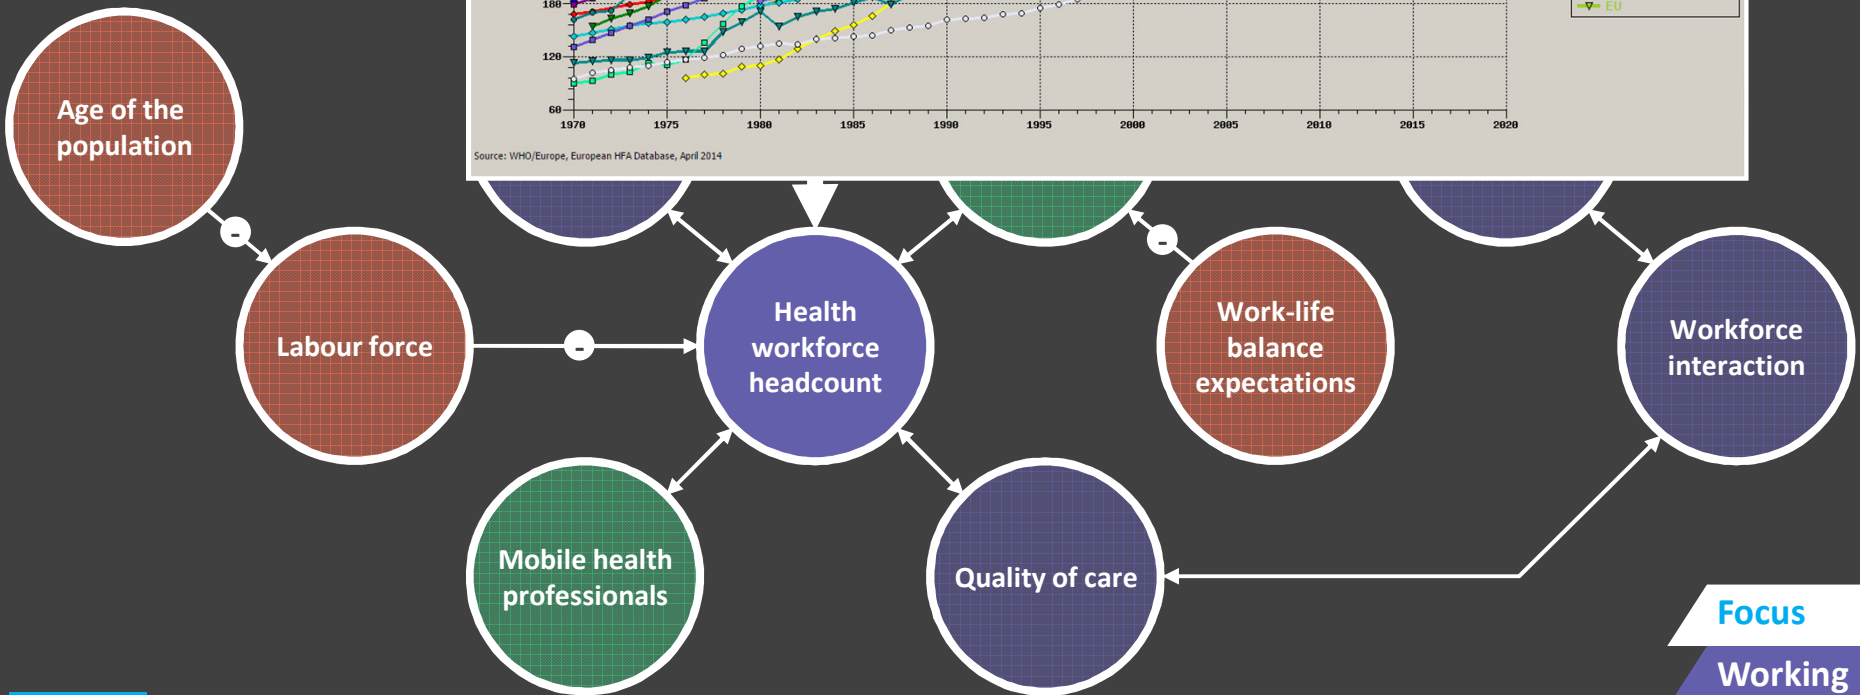 180
EU
120
60
1970 1975 1980 1985 1990 1995 2000 2005 2010 2015 2020
Source: WHO/Europe, European HFA Database, April 2014
Age of the
population
-
-
Labour force
-
Health
workforce
headcount
Work-life
balance
expectations
Workforce
interaction
Mobile health
professionals
Quality of care
Focus
Working